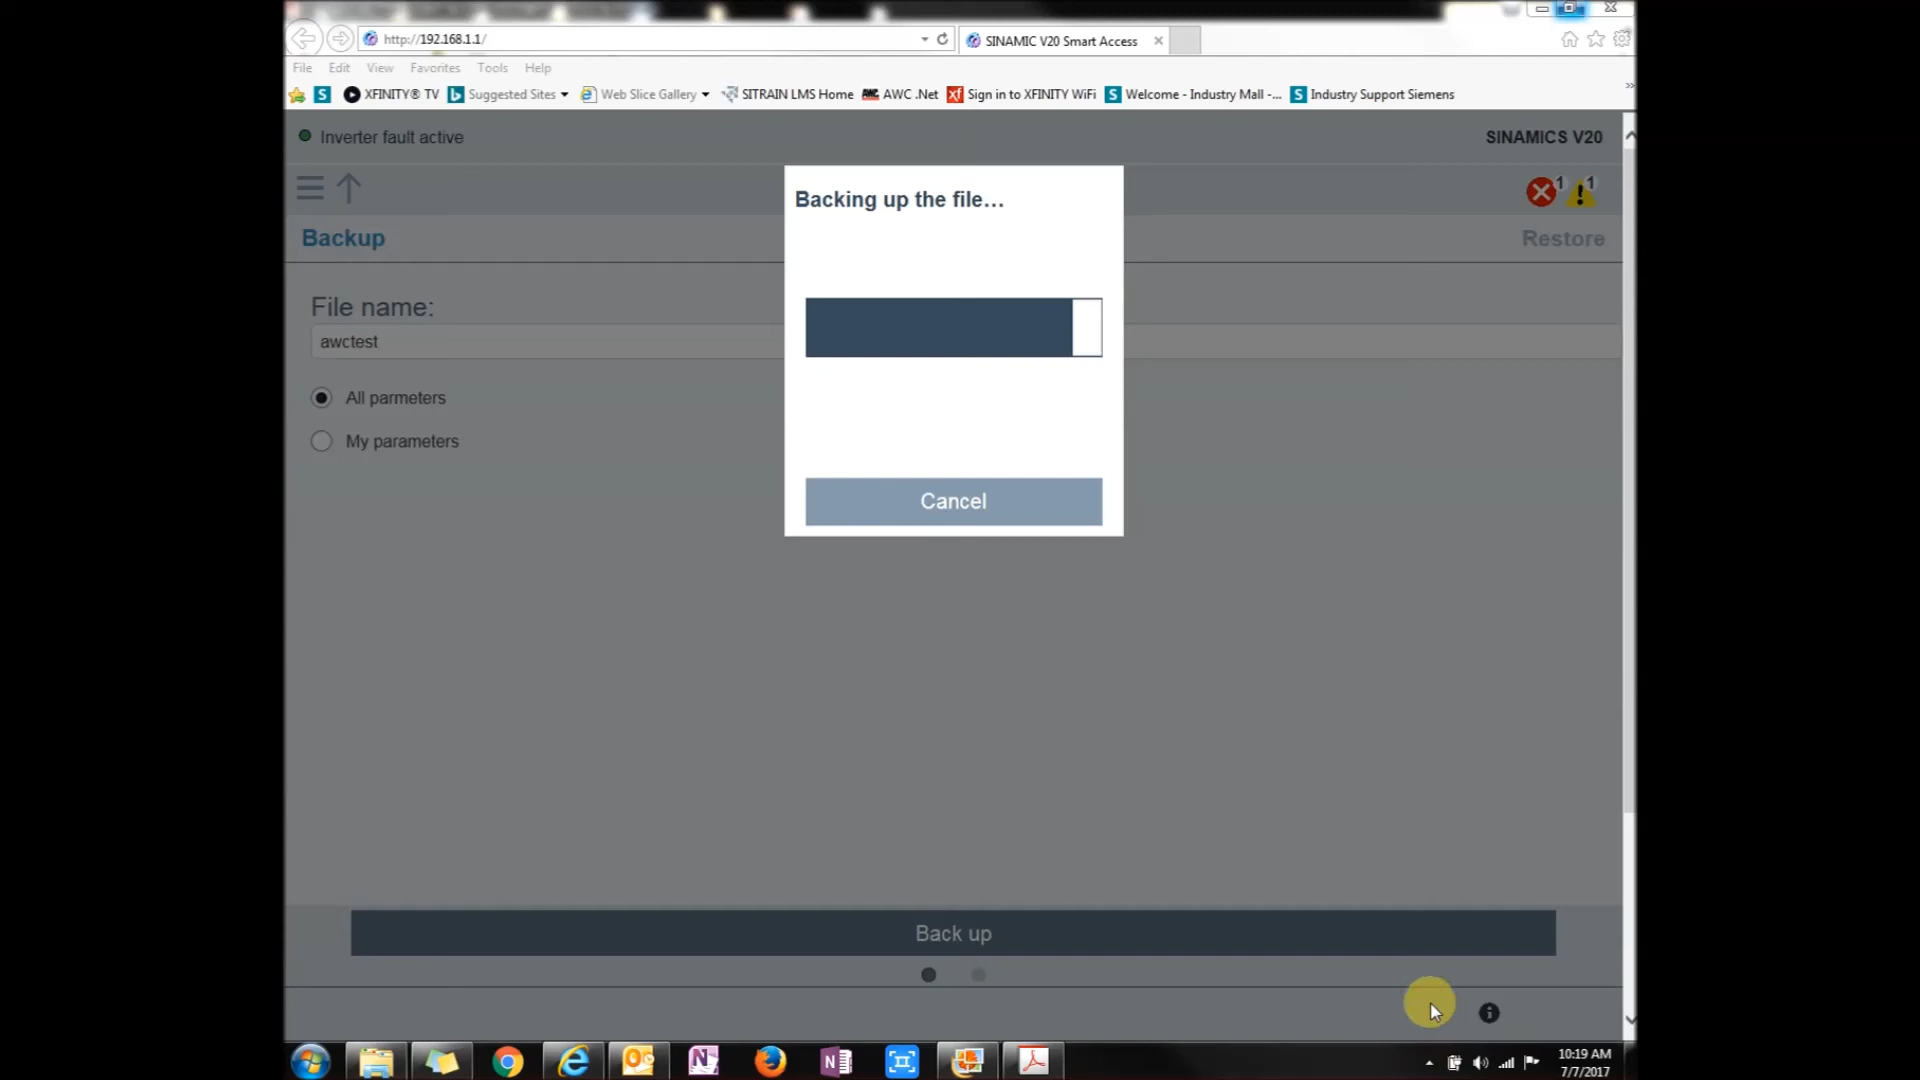 http://192.168.1.1/
SINAMIC V20 Smart Access
File Edit View Favorites Tools Help
XFINITY® TV Suggested Sites Web Slice Gallery SITRAIN LMS Home AWC .Net Sign in to XFINITY WiFi Welcome - Industry Mall -... Industry Support Siemens
Inverter fault active
SINAMICS V20
1 1
Backup
Restore
File name:
awctest
All parmeters
My parameters
Backing up the file...
Cancel
Back up
10:19 AM
7/7/2017